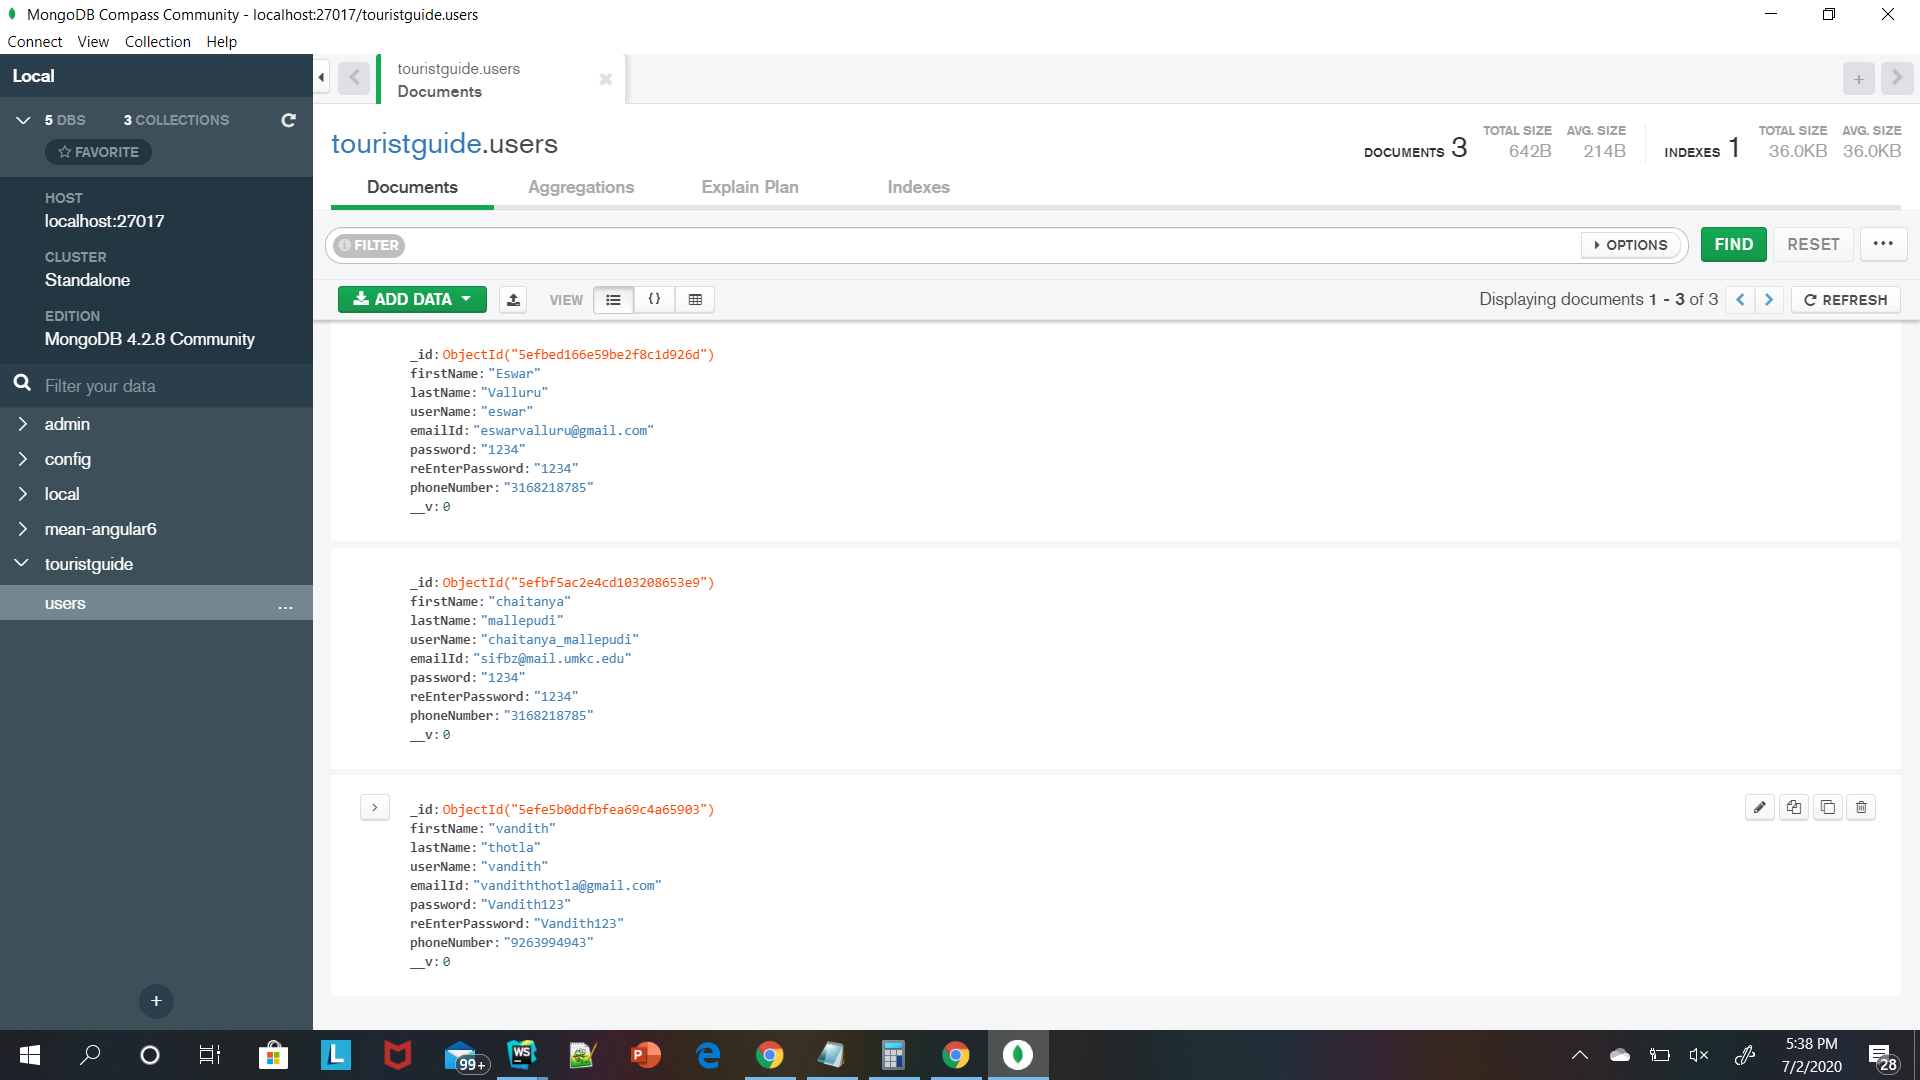 MongoDB Compass Community - localhost:27017/touristguide.users
Connect View Collection Help
Local
5 DBS 3 COLLECTIONS
FAVORITE
HOST
localhost:27017
CLUSTER
Standalone
EDITION
MongoDB 4.2.8 Community
Filter your data
admin
config
local
mean-angular6
touristguide
users ...
touristguide.users
Documents
touristguide.users
DOCUMENTS 3
TOTAL SIZE AVG. SIZE
642B 214B
INDEXES 1
TOTAL SIZE AVG. SIZE
36.0KB 36.0KB
Documents Aggregations Explain Plan Indexes
FILTER
OPTIONS
FIND RESET ...
ADD DATA VIEW {}
Displaying documents 1 - 3 of 3 REFRESH
_id: ObjectId("5efbed166e59be2f8c1d926d")
firstName: "Eswar"
lastName: "Valluru"
userName: "eswar"
emailId: "eswarvalluru@gmail.com"
password: "1234"
reEnterPassword: "1234"
phoneNumber: "3168218785"
__v: 0
_id: ObjectId("5efbf5ac2e4cd103208653e9")
firstName: "chaitanya"
lastName: "mallepudi"
userName: "chaitanya_mallepudi"
emailId: "sifbz@mail.umkc.edu"
password: "1234"
reEnterPassword: "1234"
phoneNumber: "3168218785"
__v: 0
_id: ObjectId("5efe5b0ddfbfea69c4a65903")
firstName: "vandith"
lastName: "thotla"
userName: "vandith"
emailId: "vandiththotla@gmail.com"
password: "Vandith123"
reEnterPassword: "Vandith123"
phoneNumber: "9263994943"
__v: 0
L
99+
WS
P
5:38 PM
7/2/2020
28